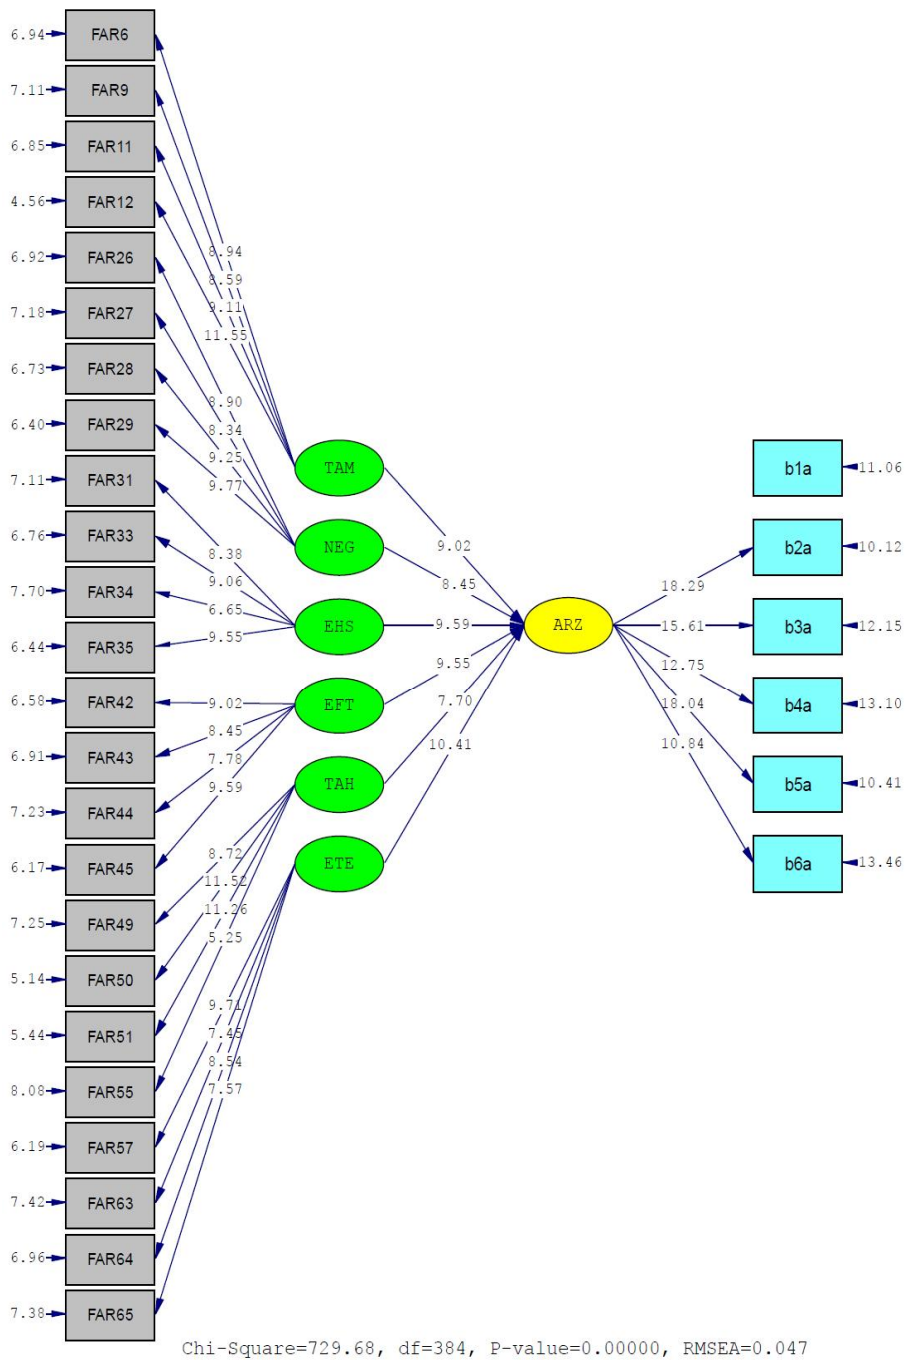 6.94 FAR6
7.11 FAR9
6.85 FAR11
4.56 FAR12
6.92 FAR26
7.18 FAR27
6.73 FAR28
6.40 FAR29
7.11 FAR31
6.76 FAR33
7.70 FAR34
6.44 FAR35
6.58 FAR42
6.91 FAR43
7.23 FAR44
6.17 FAR45
7.25 FAR49
5.14 FAR50
5.44 FAR51
8.08 FAR55
6.19 FAR57
7.42 FAR63
6.96 FAR64
7.38 FAR65
8.94
8.59
9.11
11.55
8.90
8.34
9.25
9.77
8.38
9.06
6.65
9.55
9.02
8.45
7.78
9.59
8.72
11.52
11.26
5.25
9.71
7.45
8.54
7.57
TAM
NEG
EHS
EFT
TAH
ETE
9.02
8.45
9.59
9.55
7.70
10.41
ARZ
18.29
15.61
12.75
18.04
10.84
b1a 11.06
b2a 10.12
b3a 12.15
b4a 13.10
b5a 10.41
b6a 13.46
Chi-Square=729.68, df=384, P-value=0.00000, RMSEA=0.047